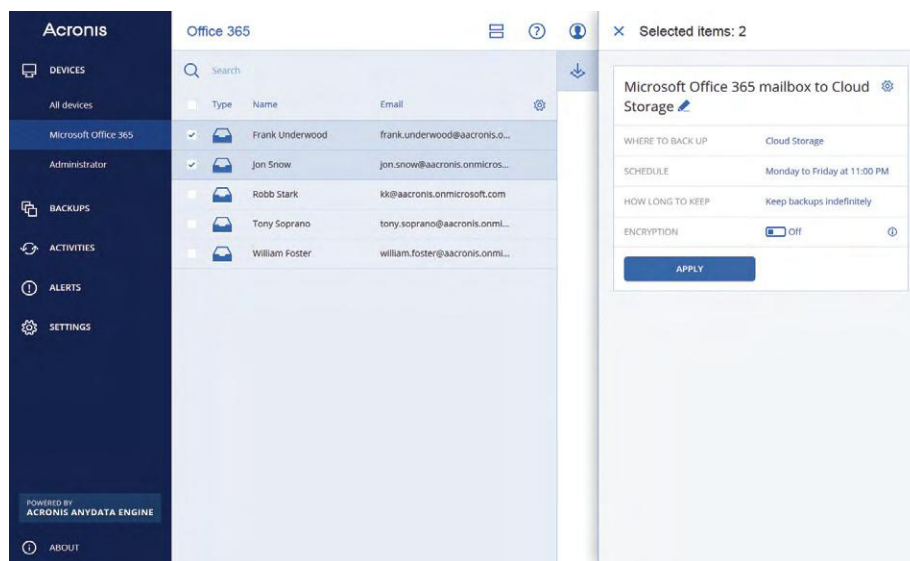 Acronis
DEVICES
All devices
Microsoft Office 365
Administrator
BACKUPS
ACTIVITIES
ALERTS
SETTINGS
POWERED BY
ACRONIS ANYDATA ENGINE
ABOUT
Office 365
Search
Type Name Email
Frank Underwood frank.underwood@aacronis.o...
Jon Snow jon.snow@aacronis.onmicros...
Robb Stark kk@aacronis.onmicrosoft.com
Tony Soprano tony.soprano@aacronis.onmi...
William Foster william.foster@aacronis.onmi...
Selected items: 2
Microsoft Office 365 mailbox to Cloud
Storage
WHERE TO BACK UP Cloud Storage
SCHEDULE Monday to Friday at 11:00 PM
HOW LONG TO KEEP Keep backups indefinitely
ENCRYPTION Off
APPLY